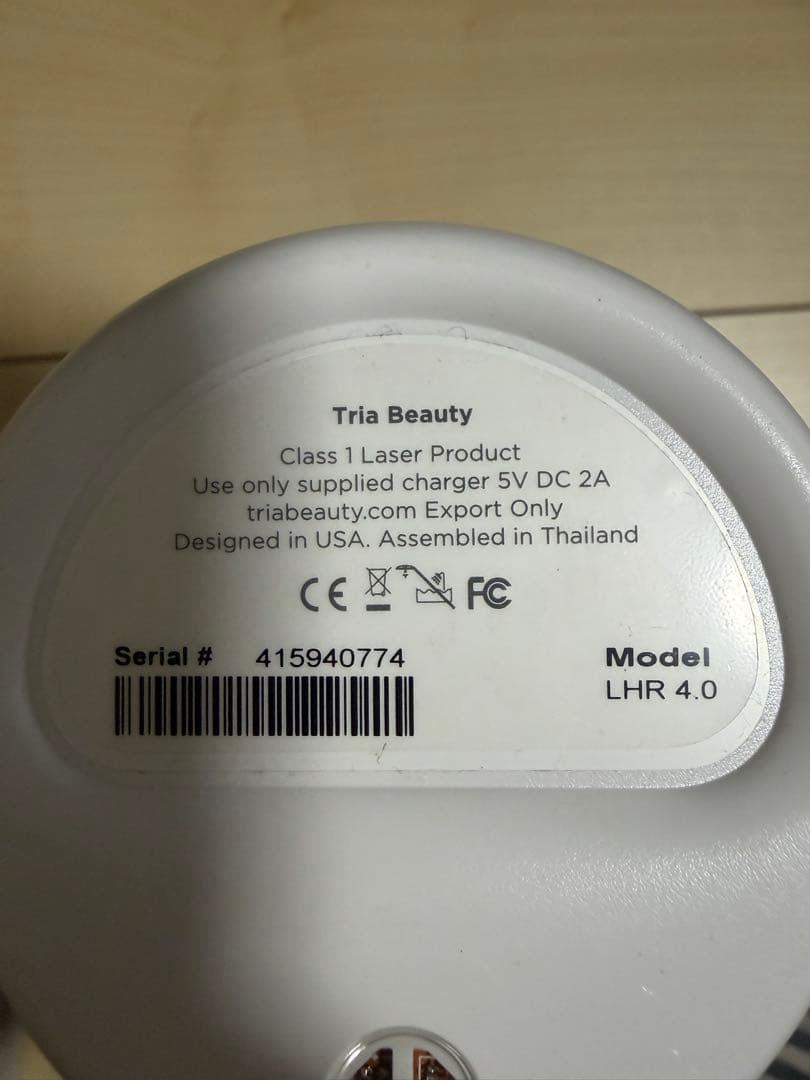 Tria Beauty
Class 1 Laser Product
Use only supplied charger 5V DC 2A
triabeauty.com Export Only
Designed in USA. Assembled in Thailand
CE FC
Serial # 415940774
Model
LHR 4.0